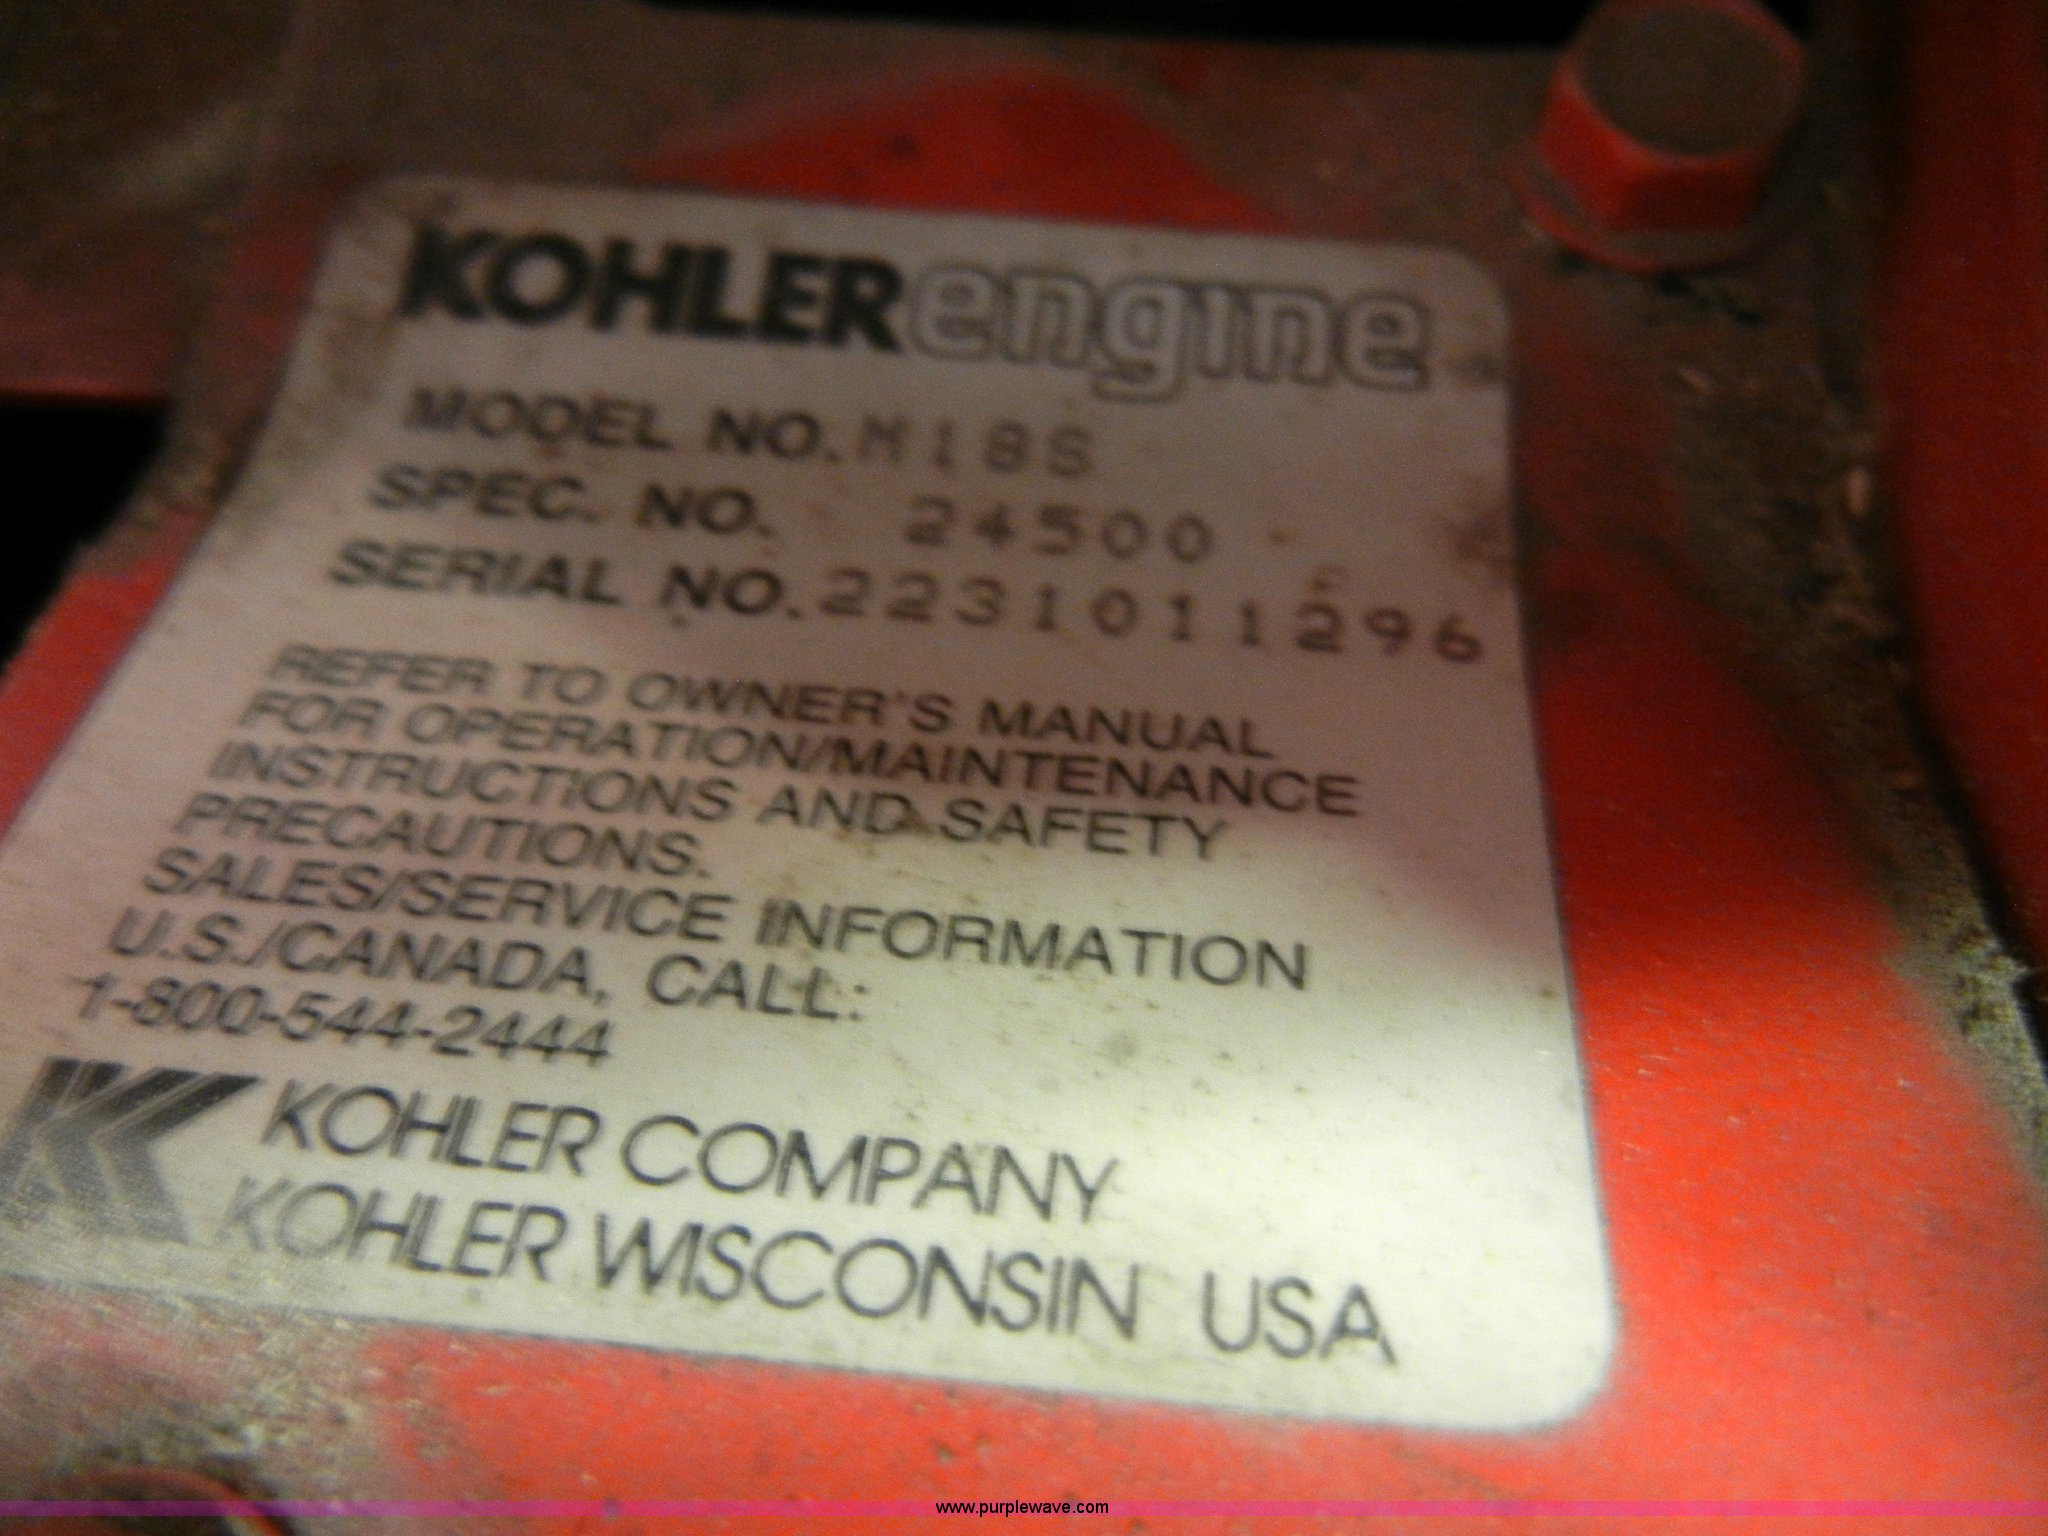 KOHLERengine
MODEL NO. M18S
SPEC. NO. 24500
SERIAL NO. 2231011296
REFER TO OWNER'S MANUAL
FOR OPERATION/MAINTENANCE
INSTRUCTIONS AND SAFETY
PRECAUTIONS.
SALES/SERVICE INFORMATION
U.S./CANADA, CALL:
1-800-544-2444
KOHLER COMPANY
KOHLER WISCONSIN USA
www.purplewave.com